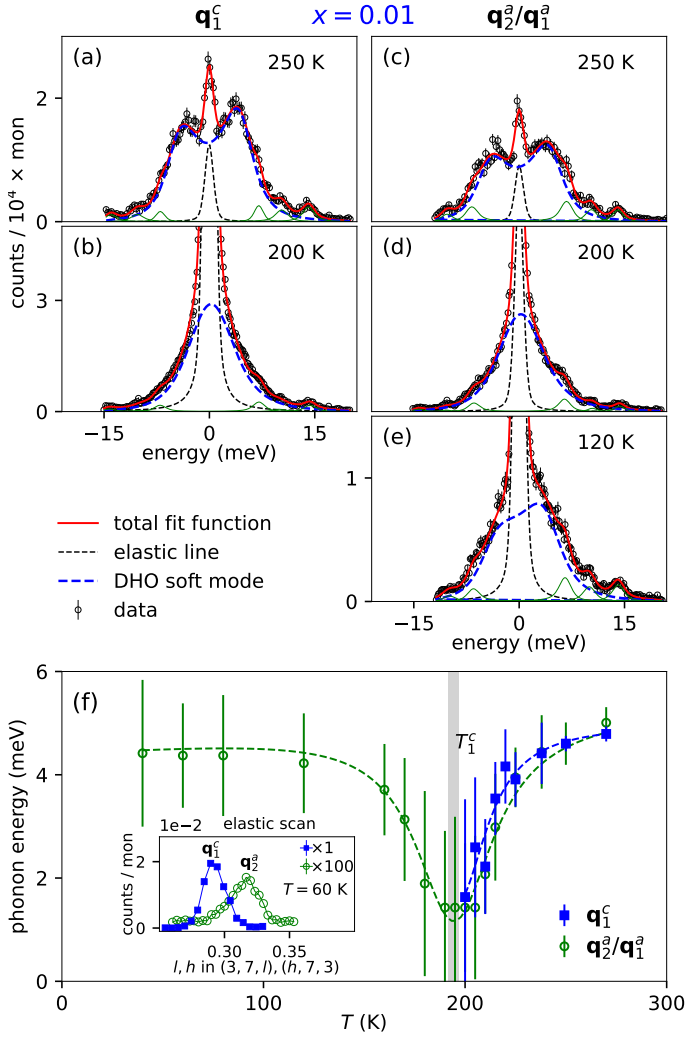 q₁ᶜ x = 0.01 q₂ᵃ/q₁ᵃ
(a) 250 K
(c) 250 K
2
0
counts / 10⁴ × mon
(b) 200 K
(d) 200 K
3
0
−15 0 15
energy (meV)
(e) 120 K
1
0
−15 0 15
energy (meV)
total fit function
elastic line
DHO soft mode
data
(f)
6
4
2
0
phonon energy (meV)
T₁ᶜ
1e−2 elastic scan
q₁ᶜ
q₂ᵃ
×1
×100
T = 60 K
2
0
counts / mon
0.30 0.35
l, h in (3, 7, l), (h, 7, 3)
q₁ᶜ
q₂ᵃ/q₁ᵃ
0 100 200 300
T (K)